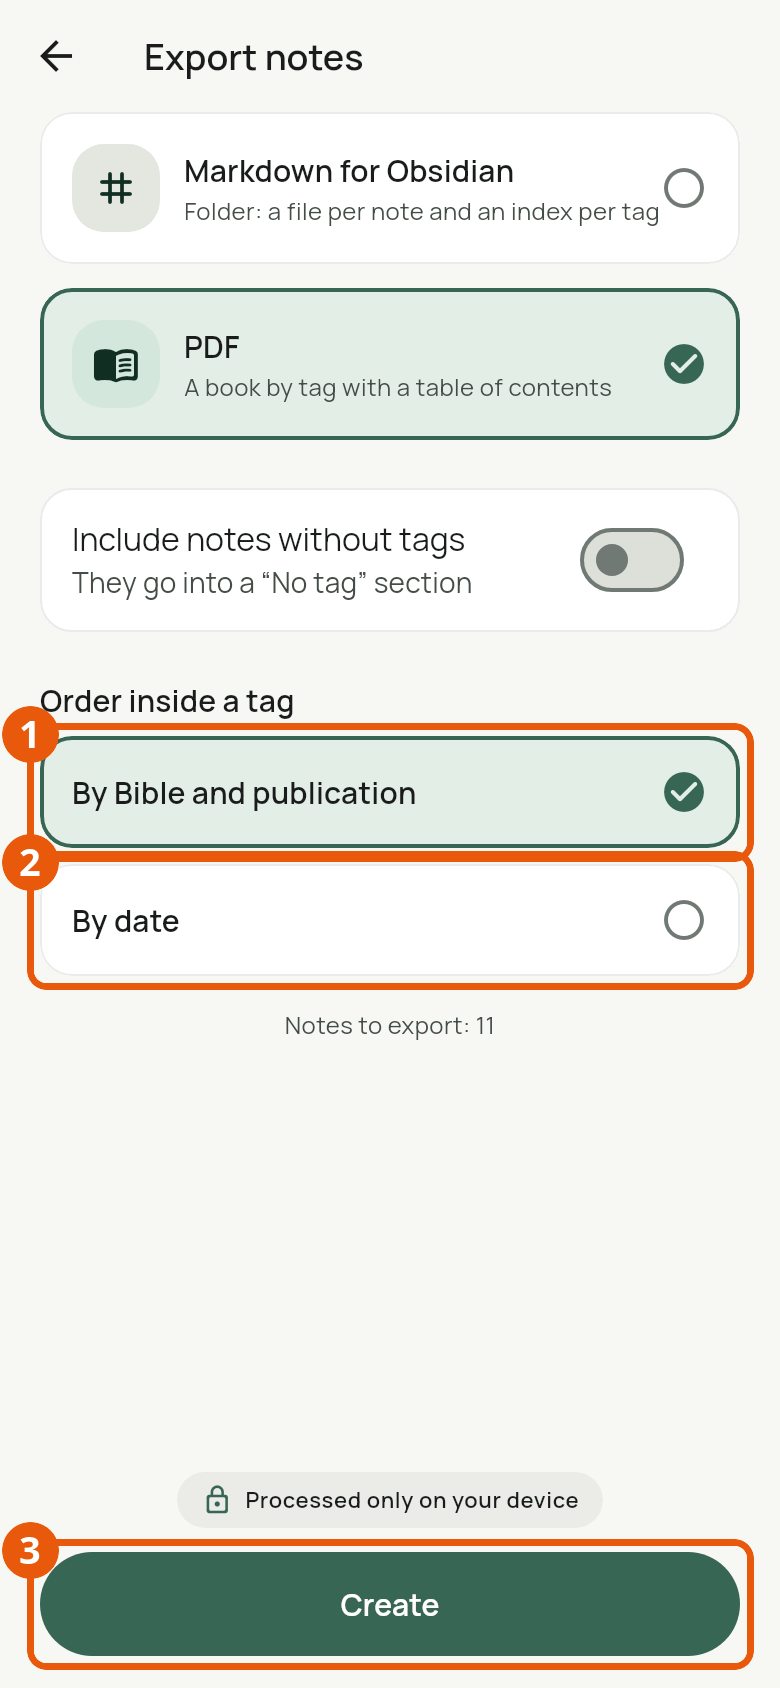 Export notes
Markdown for Obsidian
Folder: a file per note and an index per tag
PDF
A book by tag with a table of contents
Include notes without tags
They go into a “No tag” section
Order inside a tag
1
By Bible and publication
2
By date
Notes to export: 11
Processed only on your device
3
Create